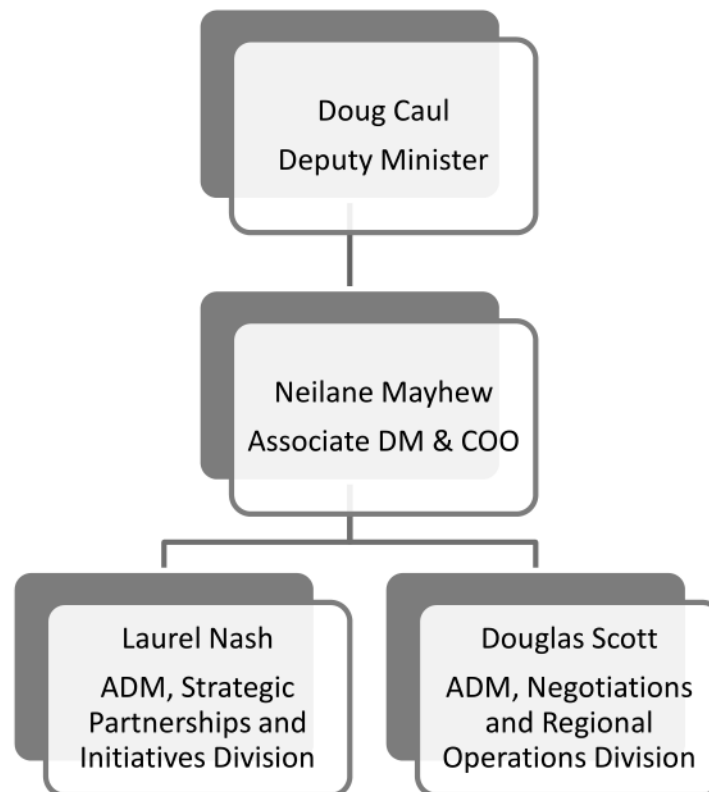 Doug Caul
Deputy Minister
Neilane Mayhew
Associate DM & COO
Laurel Nash
ADM, Strategic
Partnerships and
Initiatives Division
Douglas Scott
ADM, Negotiations
and Regional
Operations Division